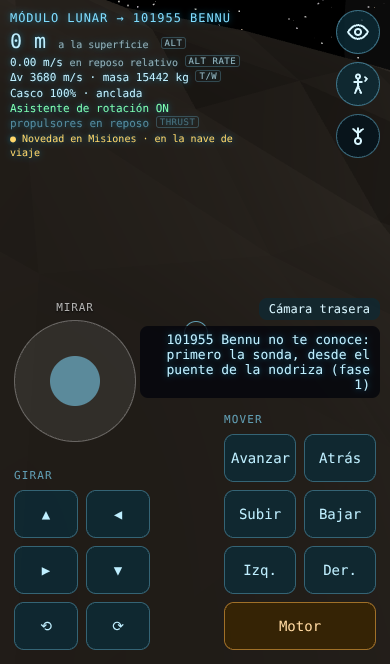 MÓDULO LUNAR → 101955 BENNU
0 m a la superficie ALT
0.00 m/s en reposo relativo ALT RATE
Δv 3680 m/s · masa 15442 kg T/W
Casco 100% · anclada
Asistente de rotación ON
propulsores en reposo THRUST
● Novedad en Misiones · en la nave de
viaje
MIRAR
Cámara trasera
101955 Bennu no te conoce:
primero la sonda, desde el
puente de la nodriza (fase
1)
MOVER
Avanzar Atrás
GIRAR
▲ ◄ Subir Bajar
► ▼ Izq. Der.
⟲ ⟳ Motor